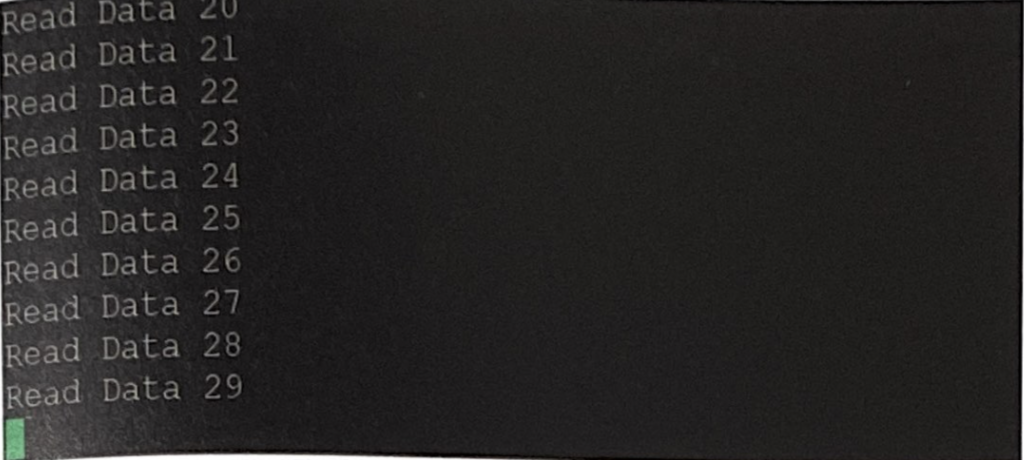 Read Data 20
Read Data 21
Read Data 22
Read Data 23
Read Data 24
Read Data 25
Read Data 26
Read Data 27
Read Data 28
Read Data 29